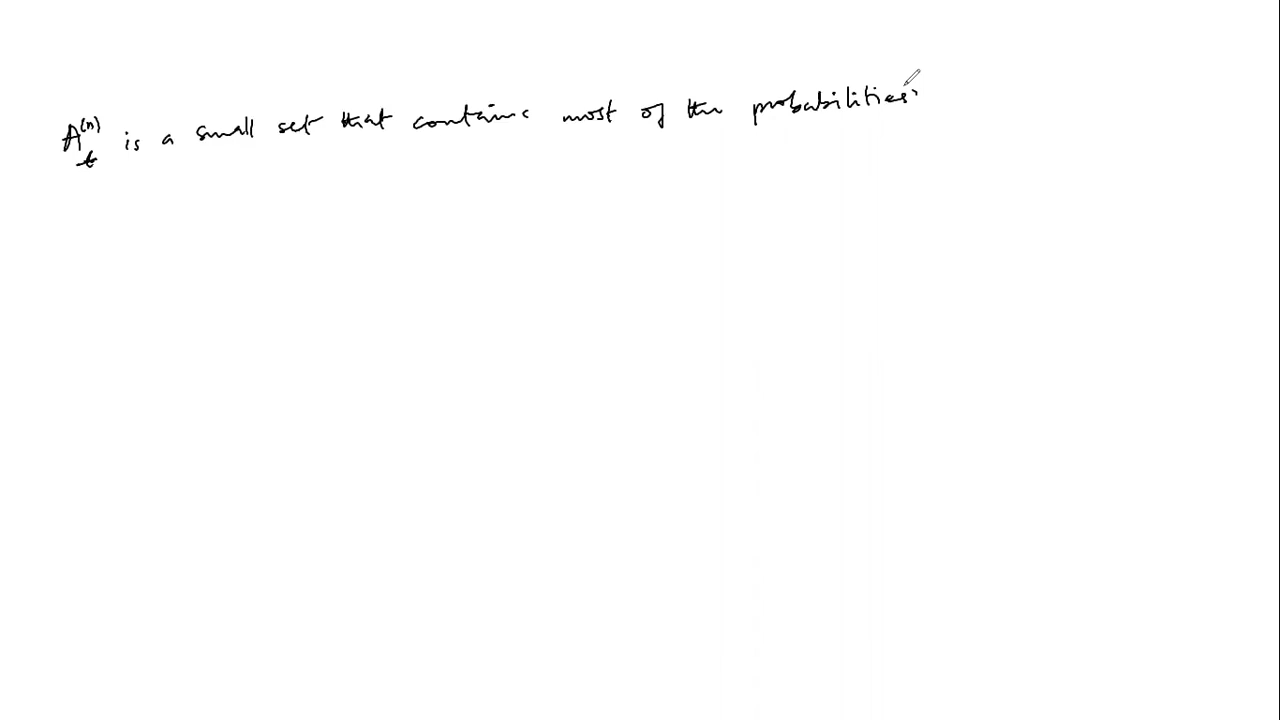 A_ϵ^(n) is a small set that contains most of the probabilities.